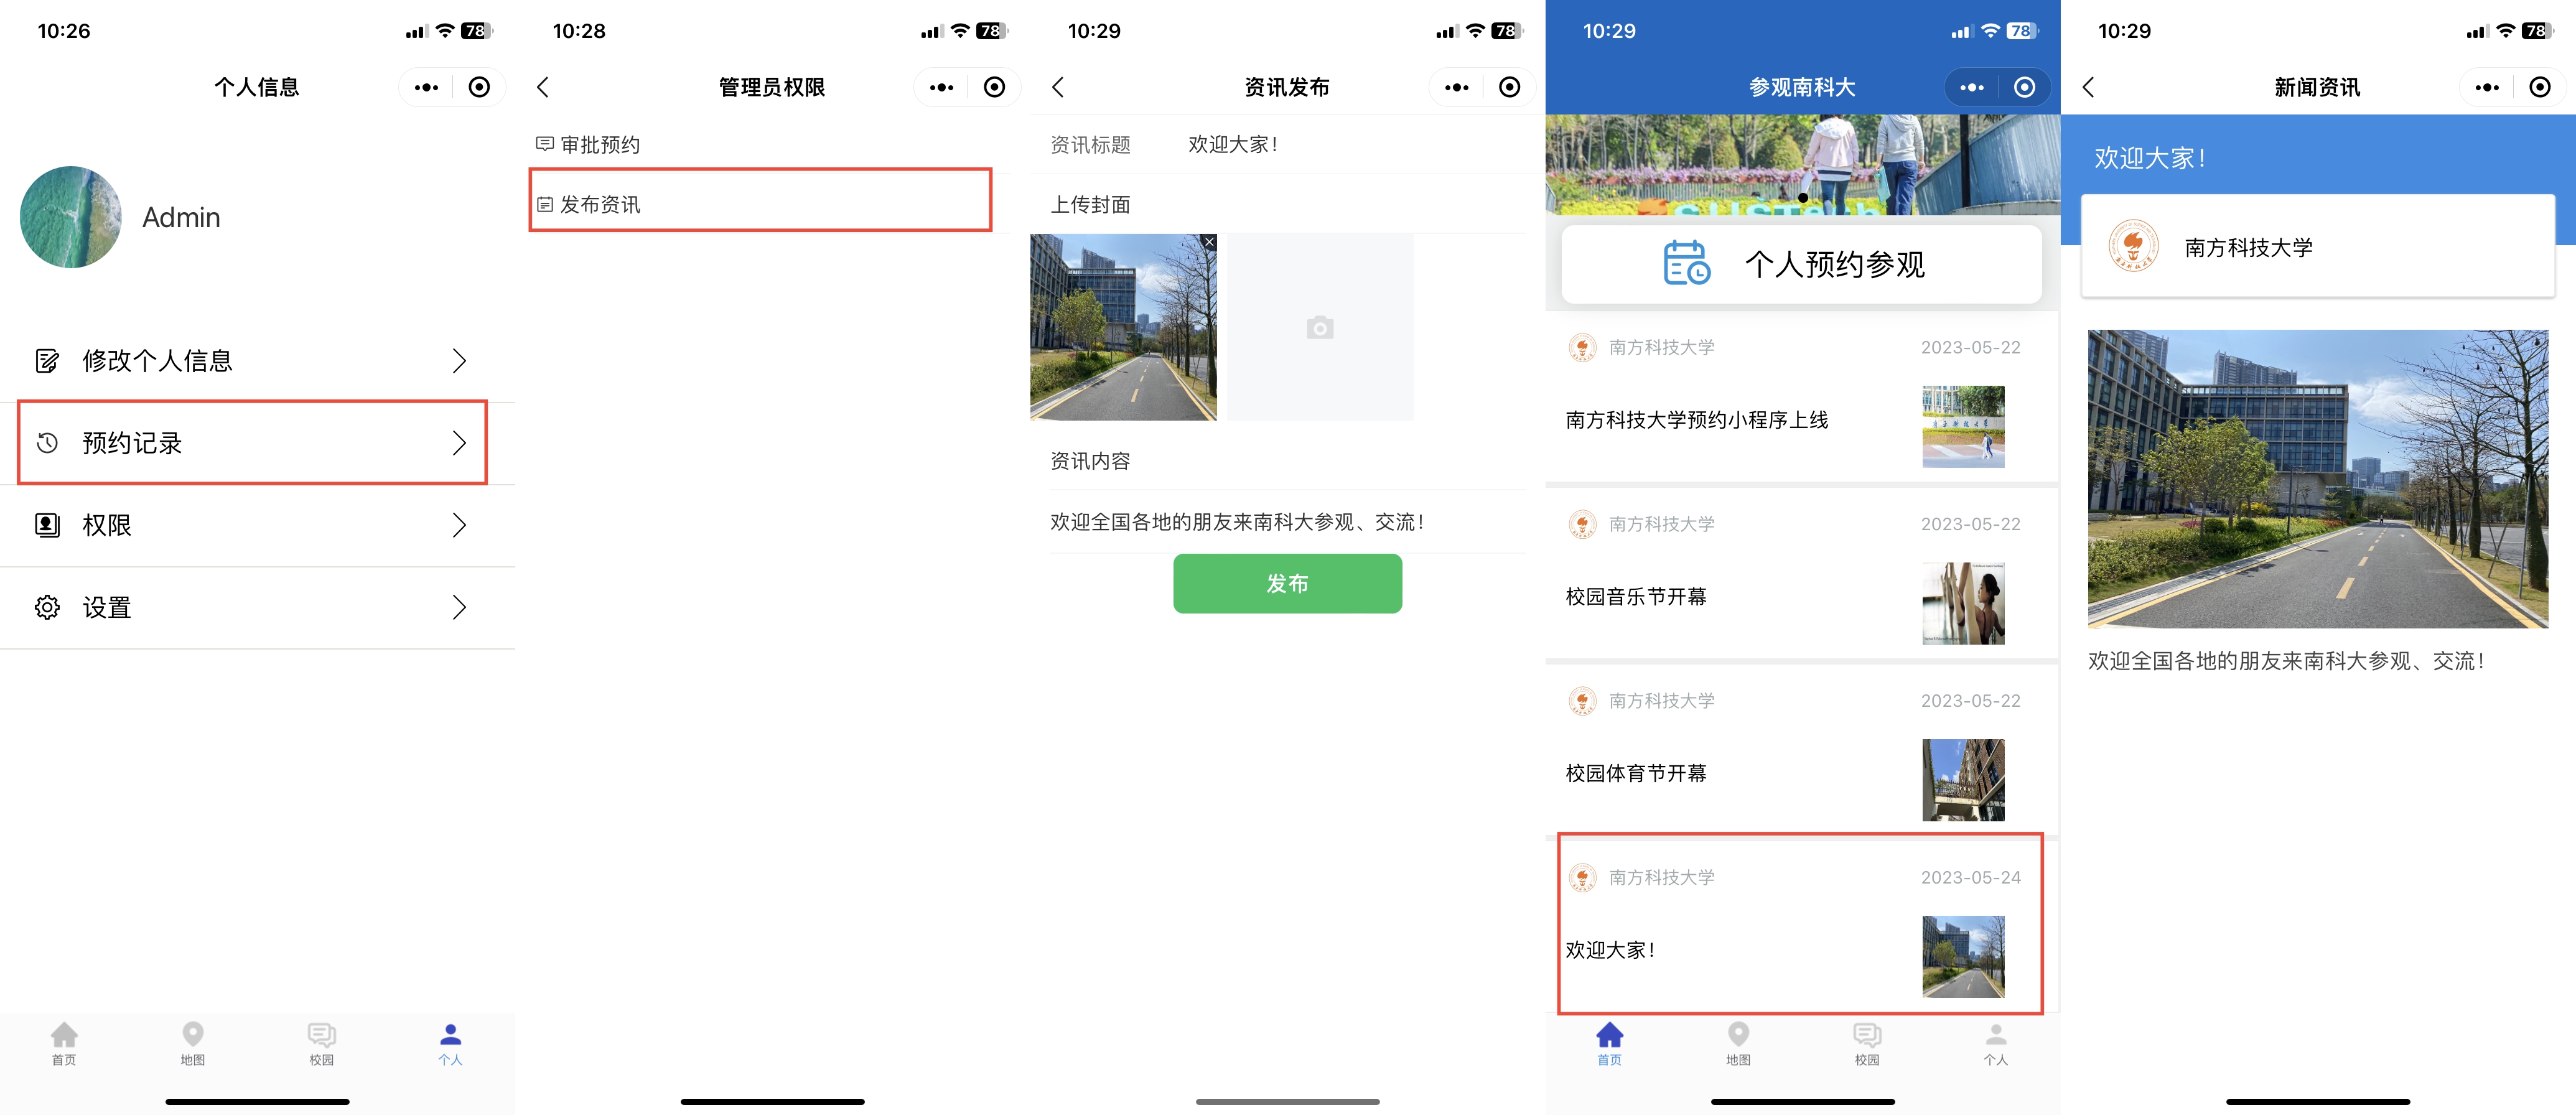 10:26
78
个人信息
Admin
修改个人信息
预约记录
权限
设置
首页
地图
校园
个人
10:28
78
管理员权限
审批预约
发布资讯
10:29
78
资讯发布
资讯标题 欢迎大家！
上传封面
资讯内容
欢迎全国各地的朋友来南科大参观、交流！
发布
10:29
78
参观南科大
个人预约参观
南方科技大学 2023-05-22
南方科技大学预约小程序上线
南方科技大学 2023-05-22
校园音乐节开幕
南方科技大学 2023-05-22
校园体育节开幕
南方科技大学 2023-05-24
欢迎大家！
首页
地图
校园
个人
10:29
78
新闻资讯
欢迎大家！
南方科技大学
欢迎全国各地的朋友来南科大参观、交流！